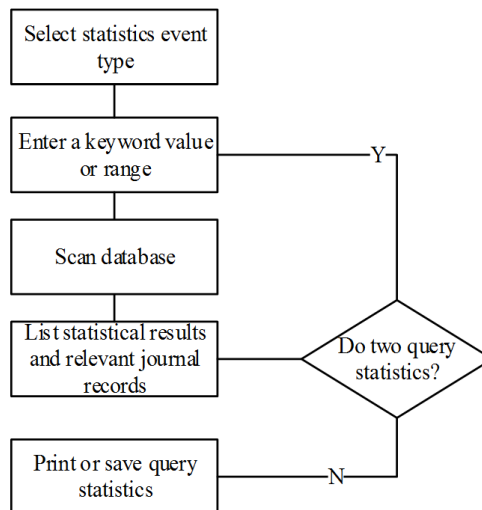 Select statistics event
type
Enter a keyword value
or range
Y
Scan database
List statistical results
and relevant journal
records
Do two query
statistics?
Print or save query
statistics
N